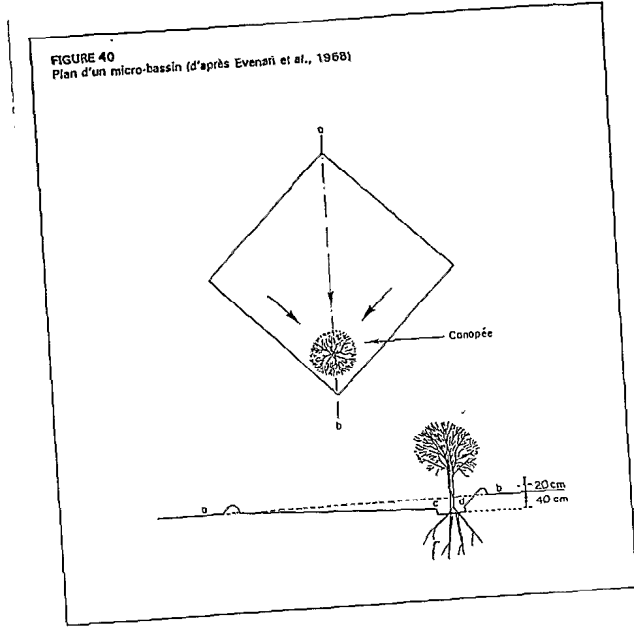 FIGURE 40
Plan d'un micro-bassin (d'après Evenari et al., 1968)
a
Canopée
b
a
c
d
b
20 cm
40 cm